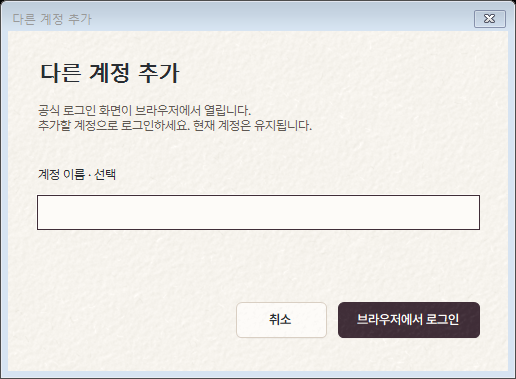 다른 계정 추가
다른 계정 추가
공식 로그인 화면이 브라우저에서 열립니다.
추가할 계정으로 로그인하세요. 현재 계정은 유지됩니다.
계정 이름 · 선택
취소
브라우저에서 로그인